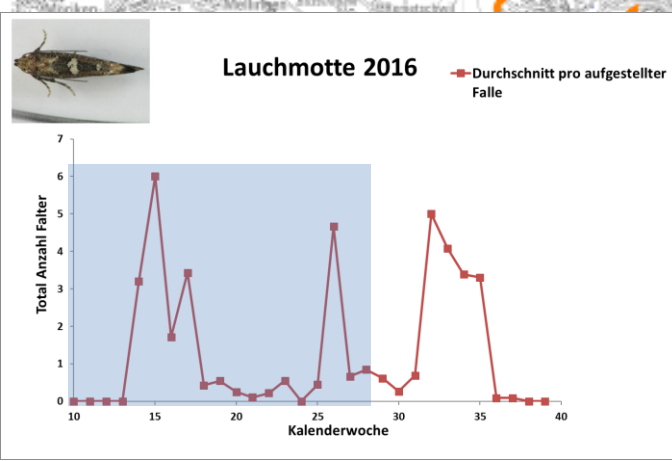 Lauchmotte 2016
Durchschnitt pro aufgestellter
Falle
Total Anzahl Falter
7
6
5
4
3
2
1
0
10 15 20 25 30 35 40
Kalenderwoche